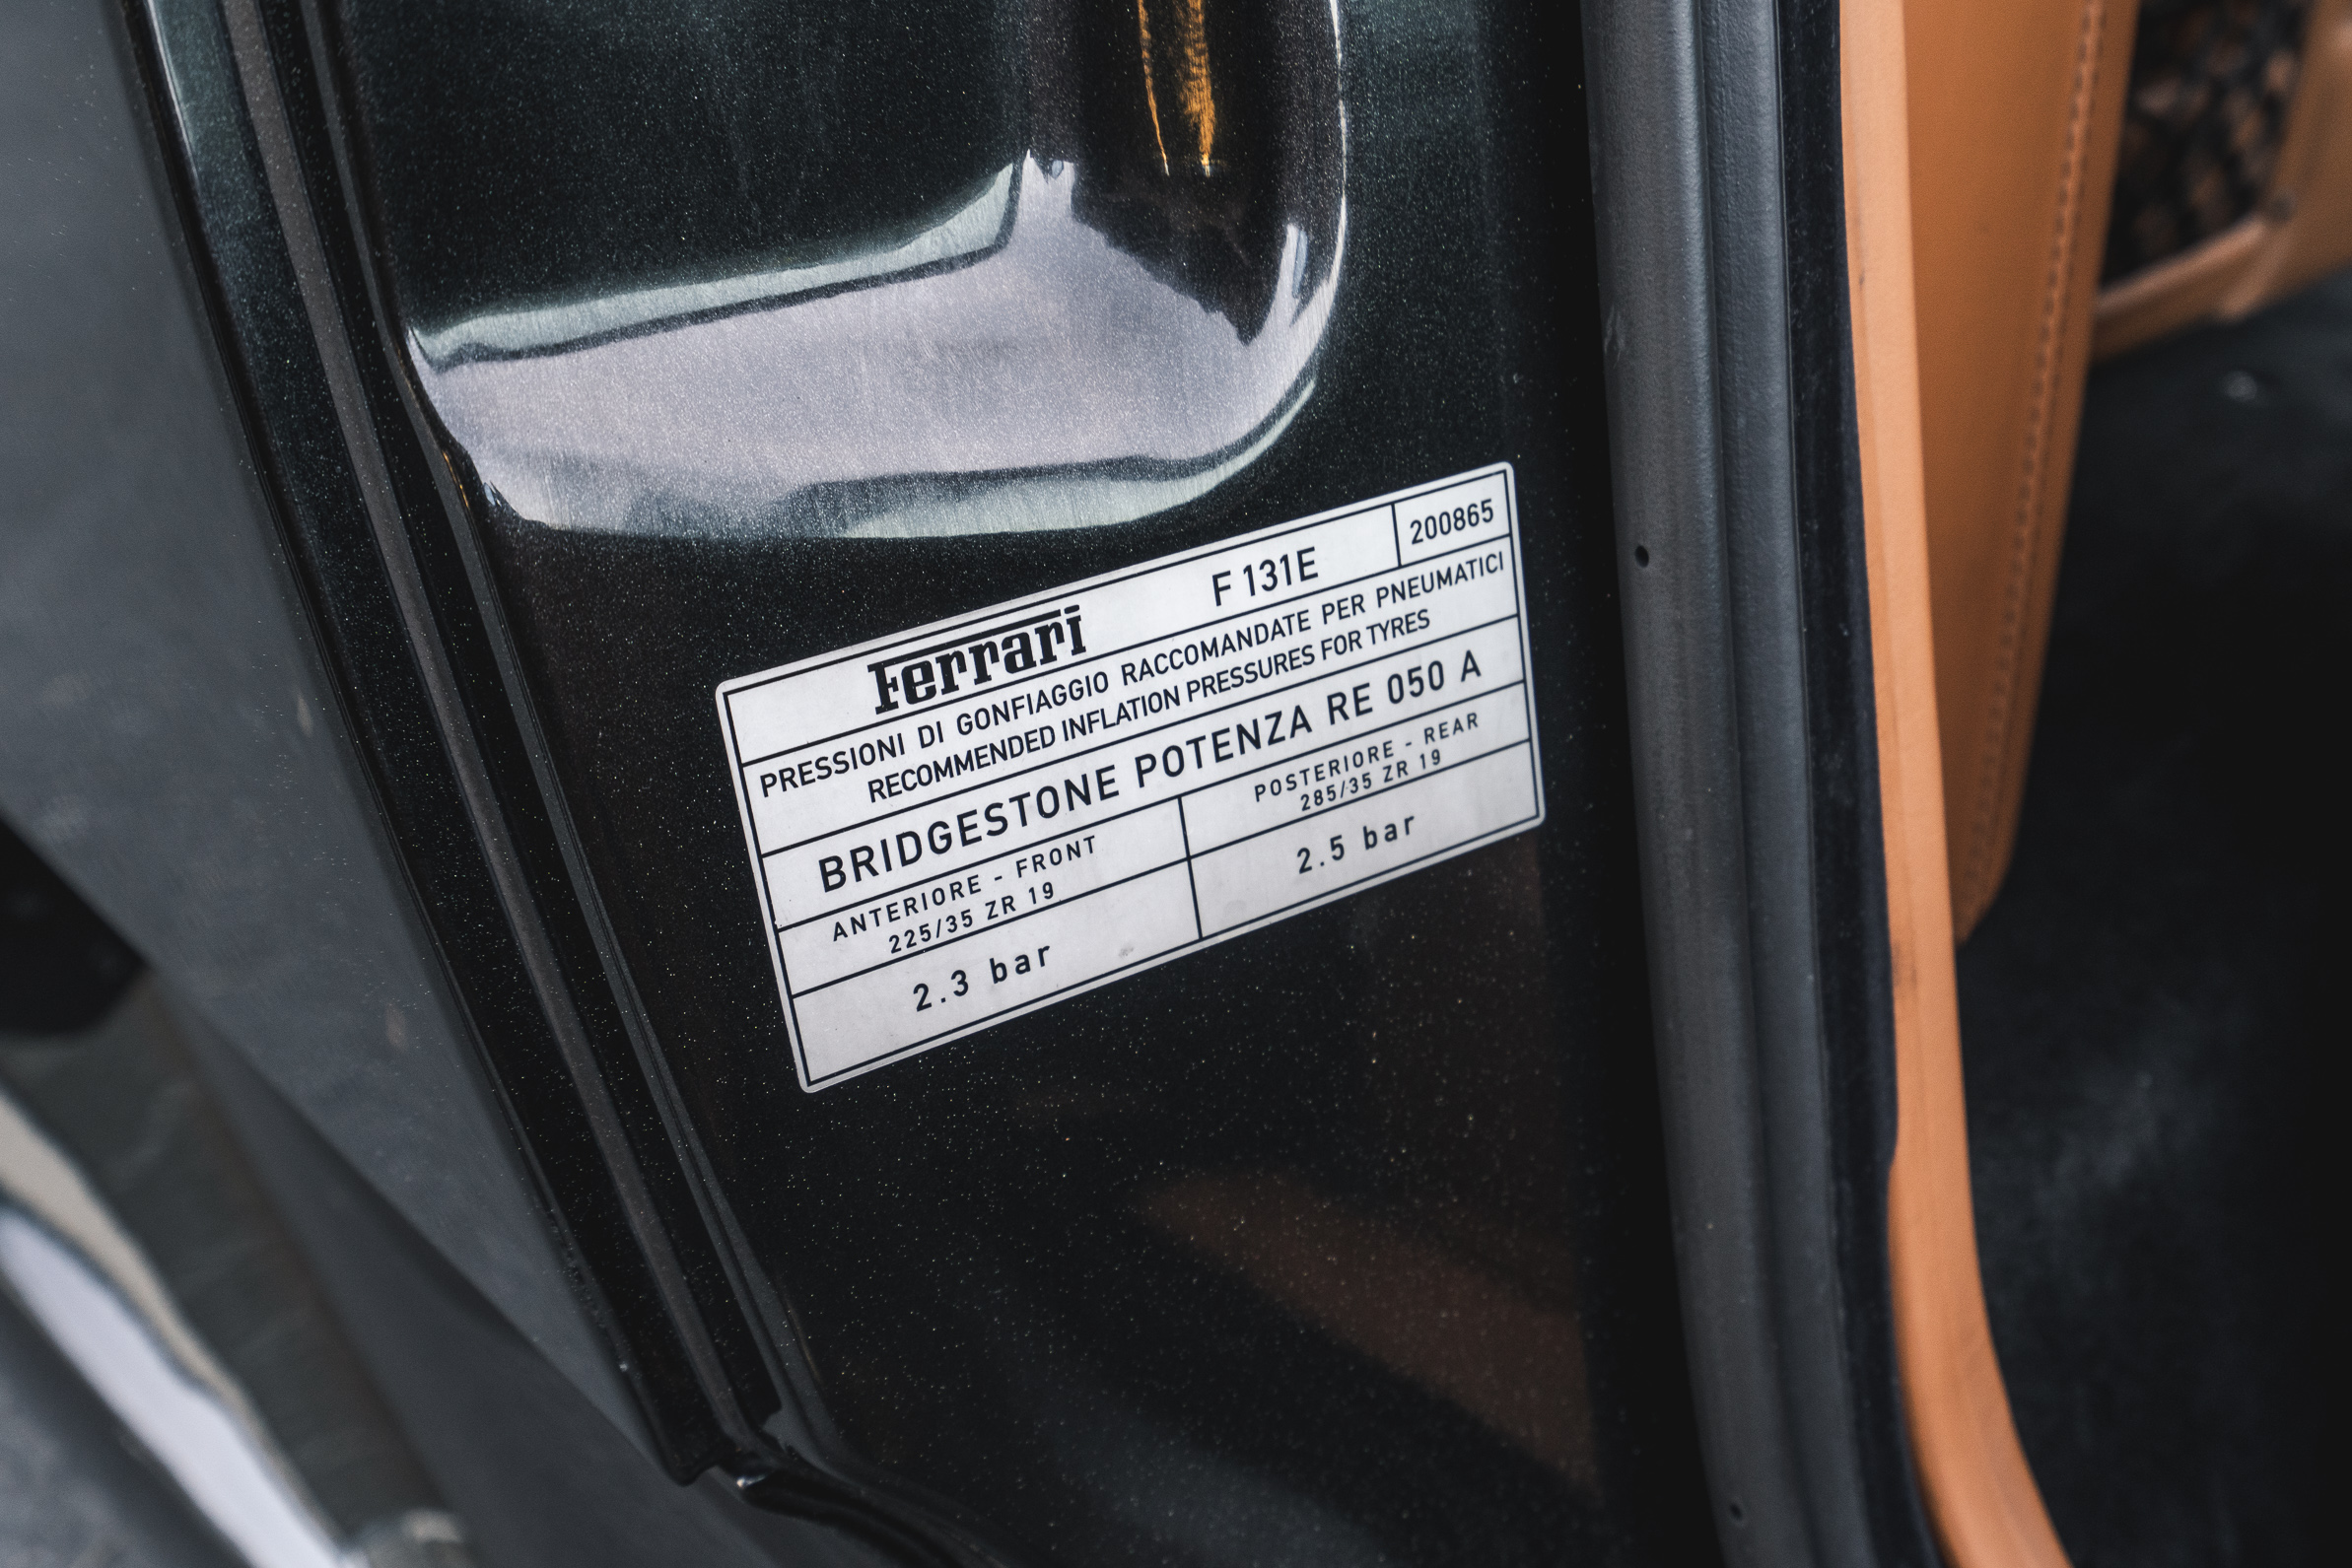 Ferrari F 131E 200865
PRESSIONI DI GONFIAGGIO RACCOMANDATE PER PNEUMATICI
RECOMMENDED INFLATION PRESSURES FOR TYRES
BRIDGESTONE POTENZA RE 050 A
ANTERIORE - FRONT
225/35 ZR 19
POSTERIORE - REAR
285/35 ZR 19
2.3 bar
2.5 bar